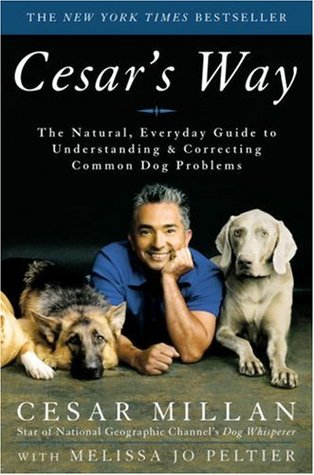 THE NEW YORK TIMES BESTSELLER
Cesar's Way
The Natural, Everyday Guide to
Understanding & Correcting
Common Dog Problems
CESAR MILLAN
Star of National Geographic Channel's Dog Whisperer
WITH MELISSA JO PELTIER